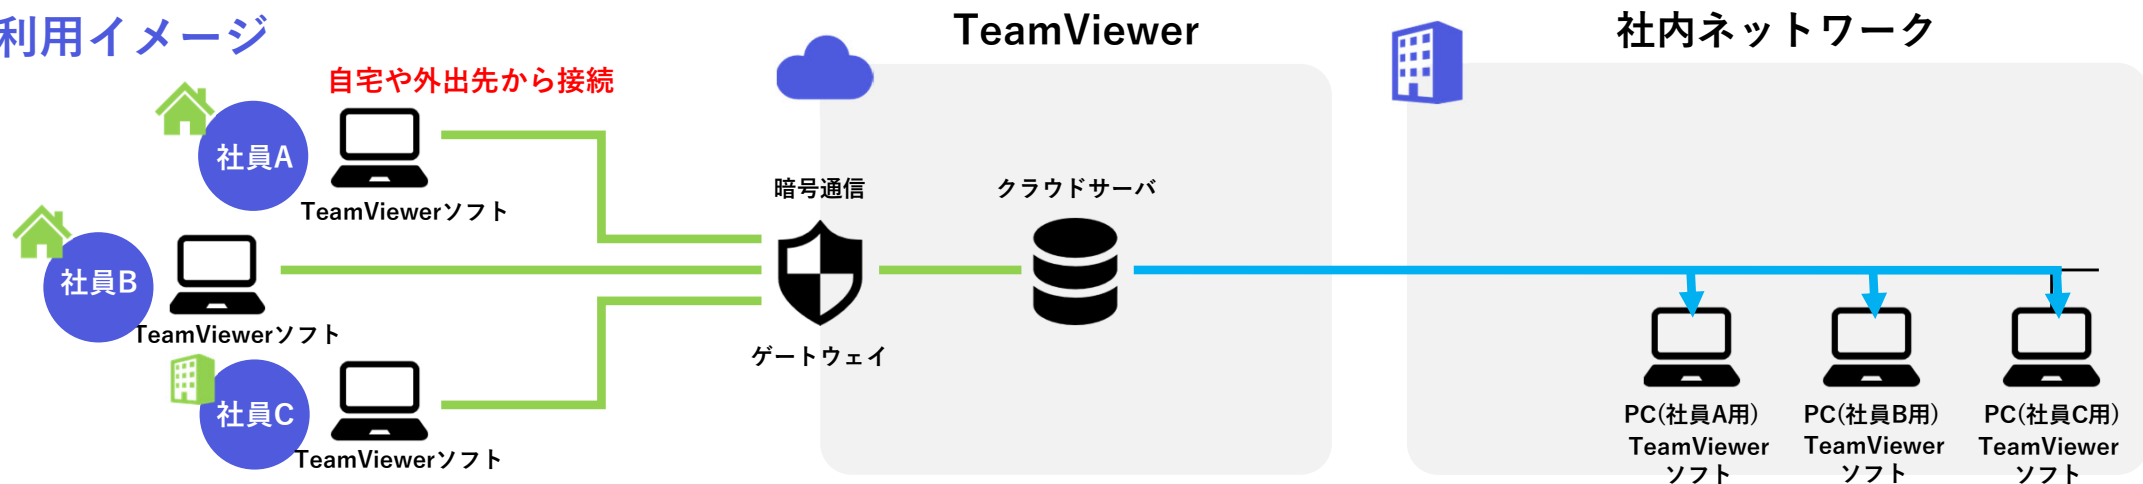 利用イメージ
TeamViewer
社内ネットワーク
自宅や外出先から接続
社員A
TeamViewerソフト
社員B
TeamViewerソフト
社員C
TeamViewerソフト
暗号通信
ゲートウェイ
クラウドサーバ
PC(社員A用)
TeamViewer
ソフト
PC(社員B用)
TeamViewer
ソフト
PC(社員C用)
TeamViewer
ソフト